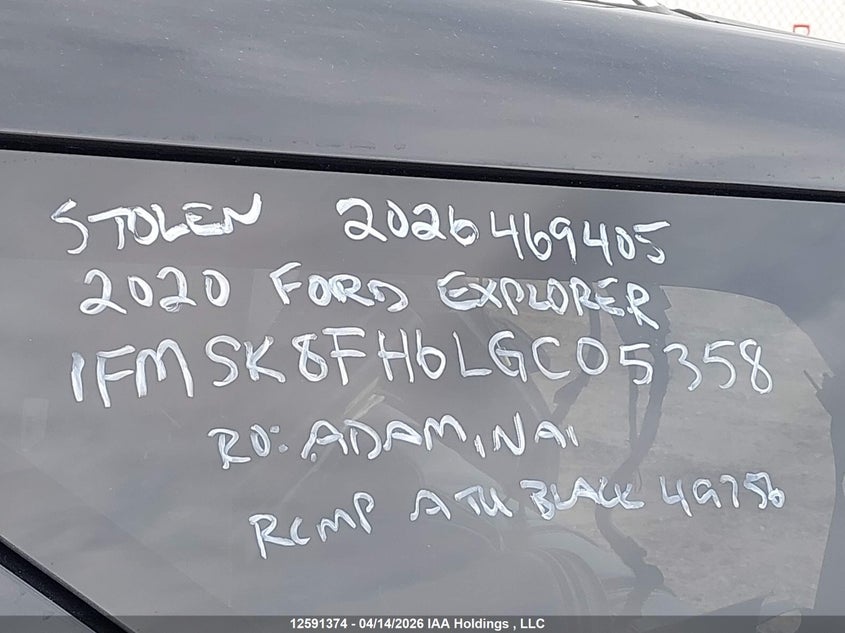 STOLEN 2026469405
2020 FORD EXPLORER
1FMSK8FH6LGC05358
RO: ADAM, NAI
RCMP ATH BLACK 49756
12591374 - 04/14/2026 IAA Holdings , LLC